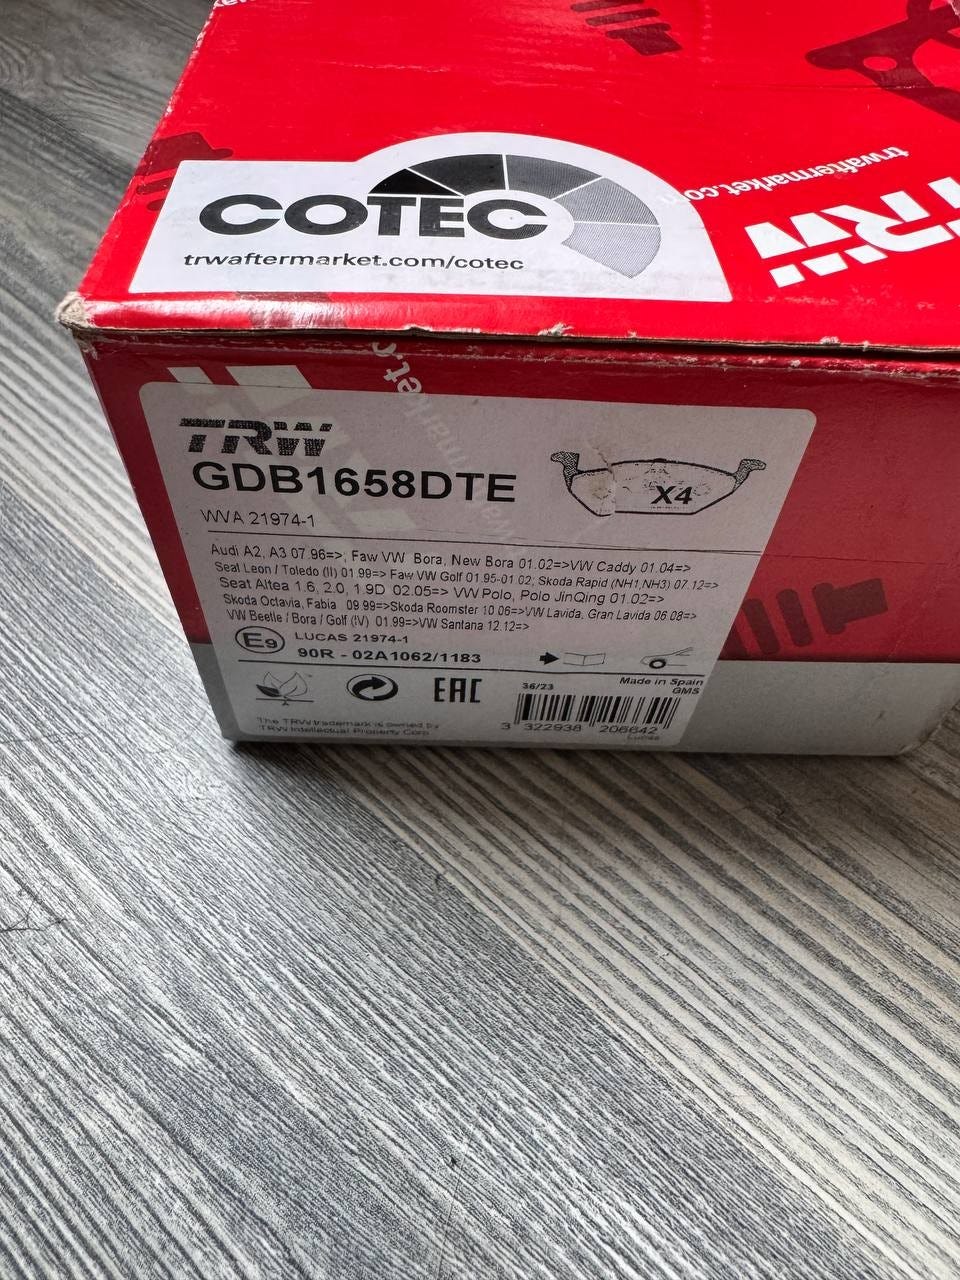 COTEC
trwaftermarket.com/cotec
trwaftermarket.com
TRW
TRW
GDB1658DTE
X4
WVA 21974-1
Audi A2, A3 07.96=>; Faw VW Bora, New Bora 01.02=>VW Caddy 01.04=>
Seat Leon / Toledo (II) 01.99=> Faw VW Golf 01.95-01.02; Skoda Rapid (NH1,NH3) 07.12=>
Seat Altea 1.6, 2.0, 1.9D 02.05=> VW Polo, Polo JinQing 01.02=>
Skoda Octavia, Fabia 09.99=>Skoda Roomster 10.06=>VW Lavida, Gran Lavida 06.08=>
VW Beetle / Bora / Golf (IV) 01.99=>VW Santana 12.12=>
E9
LUCAS 21974-1
90R - 02A1062/1183
EAC
36/23
Made in Spain
GMS
3 322938 206642
Lucas
The TRW trademark is owned by
TRW Intellectual Property Corp